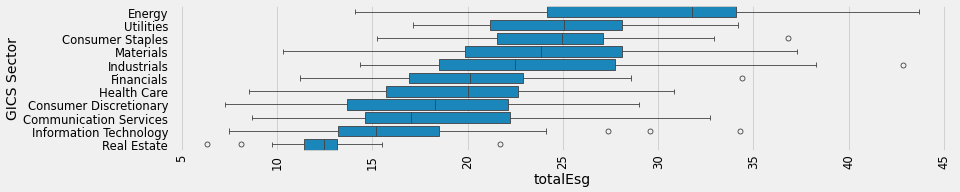 GICS Sector
Energy
Utilities
Consumer Staples
Materials
Industrials
Financials
Health Care
Consumer Discretionary
Communication Services
Information Technology
Real Estate
5
10
15
20
25
30
35
40
45
totalEsg